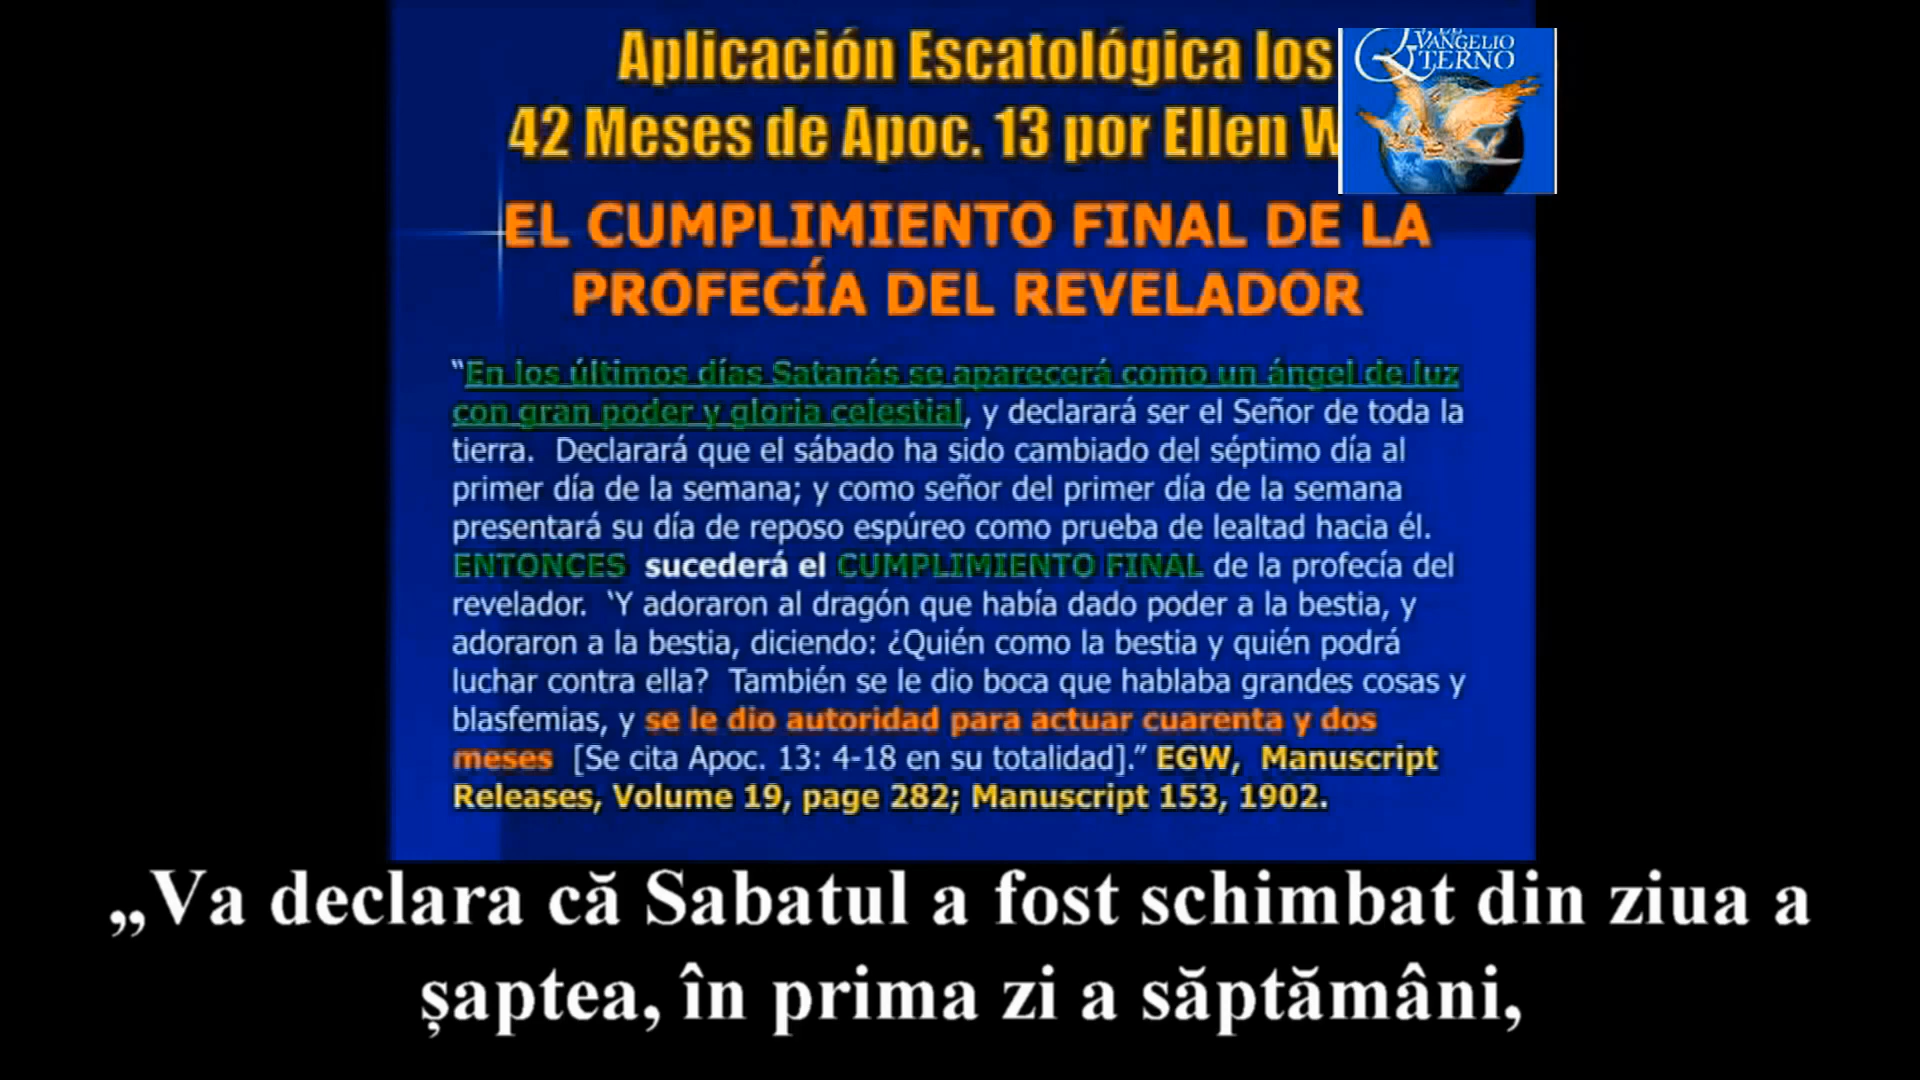 Aplicación Escatológica los
42 Meses de Apoc. 13 por Ellen
VANGELIO
TERNO
EL CUMPLIMIENTO FINAL DE LA
PROFECÍA DEL REVELADOR
“En los últimos días Satanás se aparecerá como un ángel de luz
con gran poder y gloria celestial, y declarará ser el Señor de toda la
tierra. Declarará que el sábado ha sido cambiado del séptimo día al
primer día de la semana; y como señor del primer día de la semana
presentará su día de reposo espúreo como prueba de lealtad hacia él.
ENTONCES sucederá el CUMPLIMIENTO FINAL de la profecía del
revelador. ‘Y adoraron al dragón que había dado poder a la bestia, y
adoraron a la bestia, diciendo: ¿Quién como la bestia y quién podrá
luchar contra ella? También se le dio boca que hablaba grandes cosas y
blasfemias, y se le dio autoridad para actuar cuarenta y dos
meses [Se cita Apoc. 13: 4-18 en su totalidad].” EGW, Manuscript
Releases, Volume 19, page 282; Manuscript 153, 1902.
„Va declara că Sabatul a fost schimbat din ziua a
șaptea, în prima zi a săptămâni,